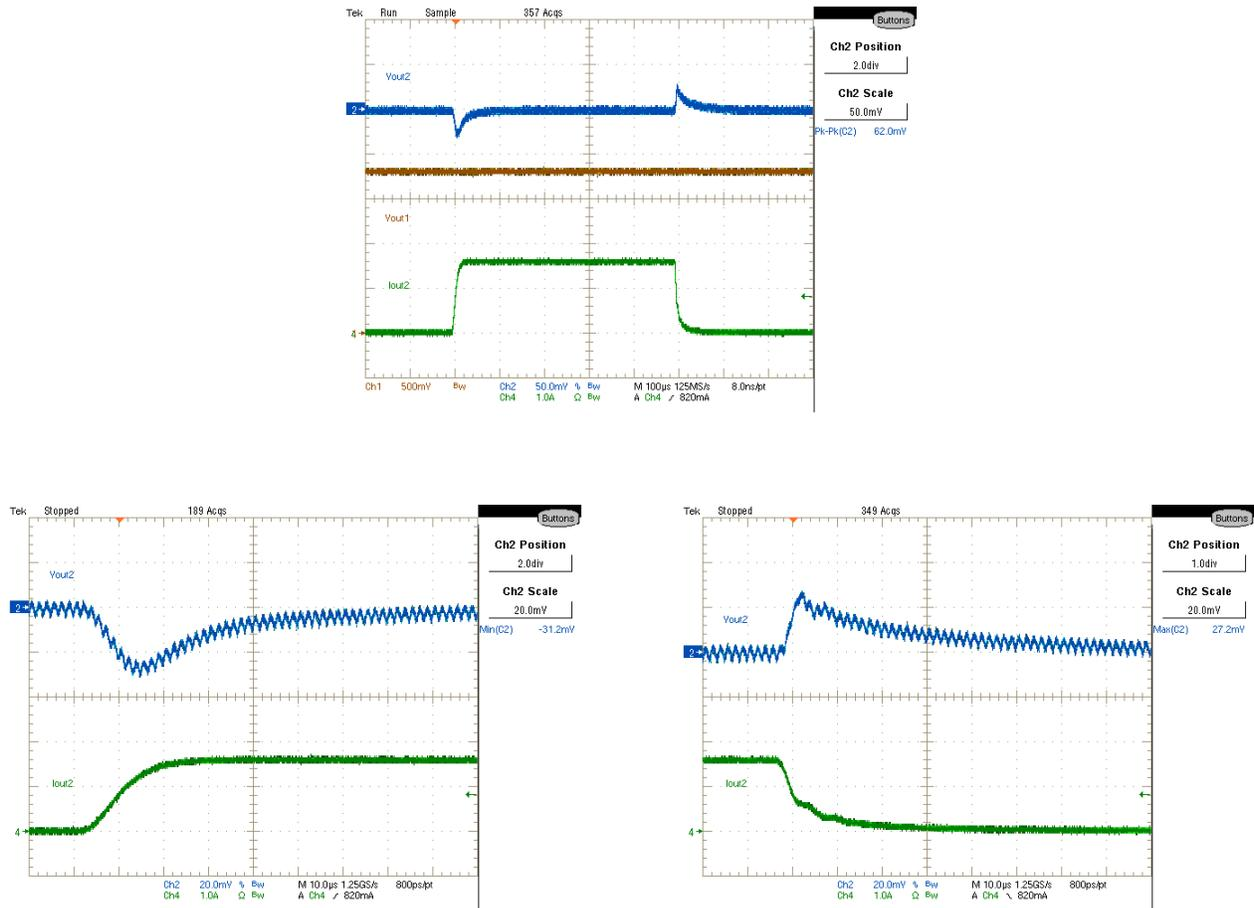 Tek Run Sample 357 Acqs
Buttons
Ch2 Position
2.0div
Ch2 Scale
50.0mV
Pk-Pk(C2) 62.0mV
Vout2
2
Vout1
Iout2
4
Ch1 500mV Bw Ch2 50.0mV % Bw M 100µs 125MS/s 8.0ns/pt
Ch4 1.0A Ω Bw A Ch4 / 820mA
Tek Stopped 189 Acqs
Buttons
Ch2 Position
2.0div
Ch2 Scale
20.0mV
Min(C2) -31.2mV
Vout2
2
Iout2
4
Ch2 20.0mV % Bw M 10.0µs 1.25GS/s 800ps/pt
Ch4 1.0A Ω Bw A Ch4 / 820mA
Tek Stopped 349 Acqs
Buttons
Ch2 Position
1.0div
Ch2 Scale
20.0mV
Max(C2) 27.2mV
Vout2
2
Iout2
4
Ch2 20.0mV % Bw M 10.0µs 1.25GS/s 800ps/pt
Ch4 1.0A Ω Bw A Ch4 \ 820mA